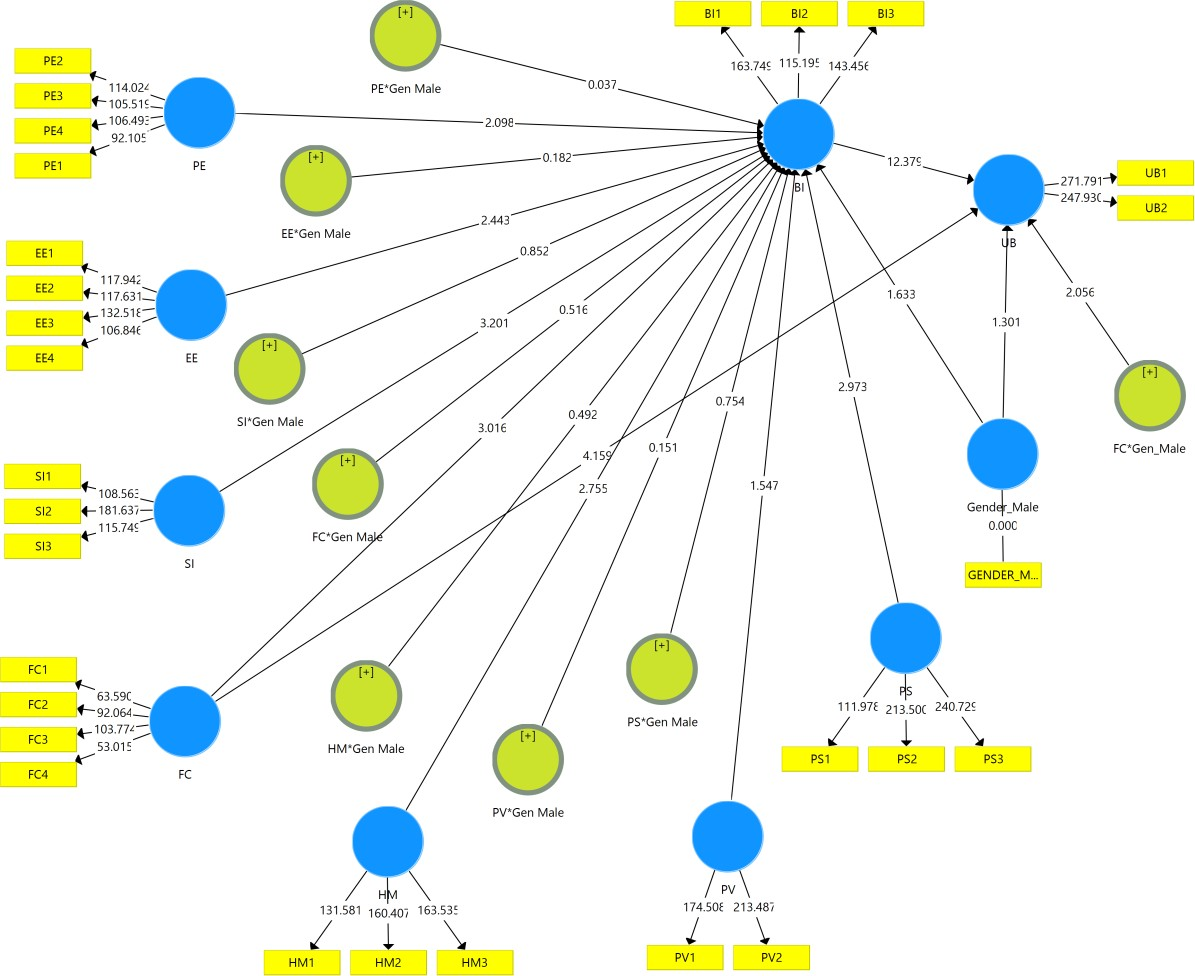 [+]
PE*Gen Male
BI1
BI2
BI3
163.749
115.195
143.456
BI
PE2
PE3
PE4
PE1
114.024
105.519
106.493
92.105
PE
0.037
2.098
[+]
EE*Gen Male
0.182
12.379
UB
271.791
247.930
UB1
UB2
EE1
EE2
EE3
EE4
117.942
117.631
132.518
106.846
EE
2.443
0.852
[+]
SI*Gen Male
3.201
0.516
1.633
1.301
2.056
[+]
FC*Gen_Male
SI1
SI2
SI3
108.563
181.637
115.749
SI
[+]
FC*Gen Male
3.016
0.492
4.159
2.755
0.151
0.754
1.547
2.973
Gender_Male
0.000
GENDER_M...
FC1
FC2
FC3
FC4
63.590
92.064
103.774
53.015
FC
[+]
HM*Gen Male
[+]
PV*Gen Male
[+]
PS*Gen Male
PS
111.978
213.500
240.729
PS1
PS2
PS3
HM
131.581
160.407
163.535
HM1
HM2
HM3
PV
174.508
213.487
PV1
PV2